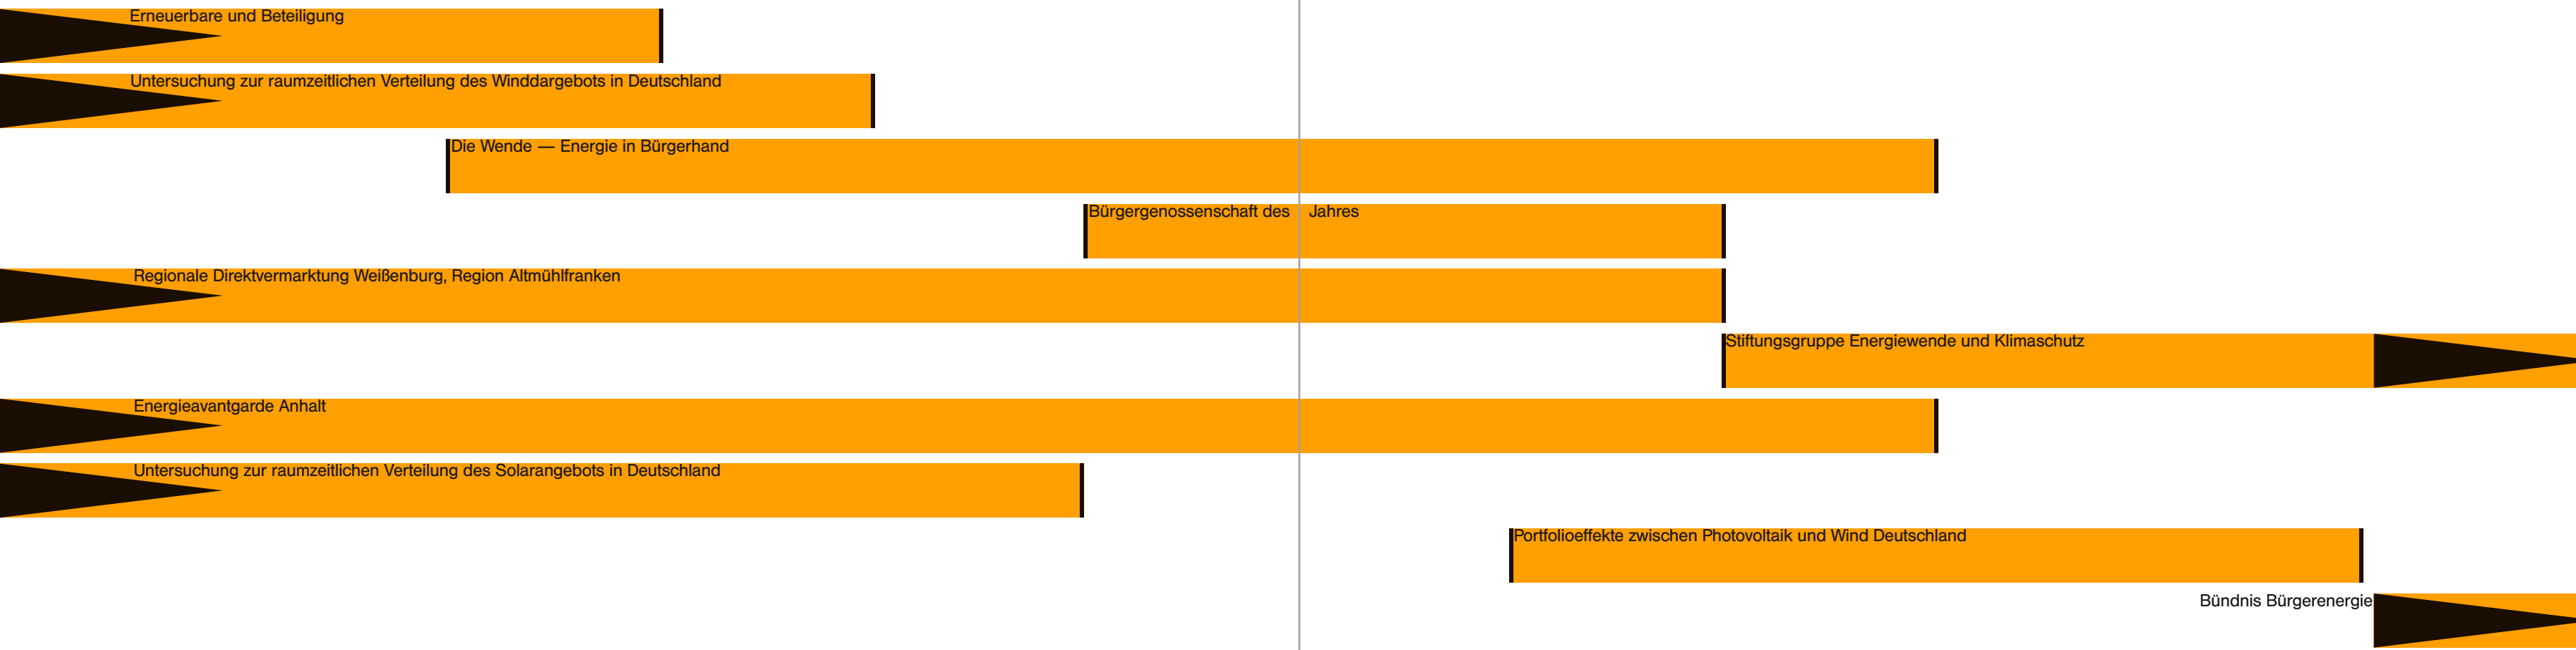 Erneuerbare und Beteiligung
Untersuchung zur raumzeitlichen Verteilung des Winddargebots in Deutschland
Die Wende — Energie in Bürgerhand
Bürgergenossenschaft des Jahres
Regionale Direktvermarktung Weißenburg, Region Altmühlfranken
Stiftungsgruppe Energiewende und Klimaschutz
Energieavantgarde Anhalt
Untersuchung zur raumzeitlichen Verteilung des Solarangebots in Deutschland
Portfolioeffekte zwischen Photovoltaik und Wind Deutschland
Bündnis Bürgerenergie